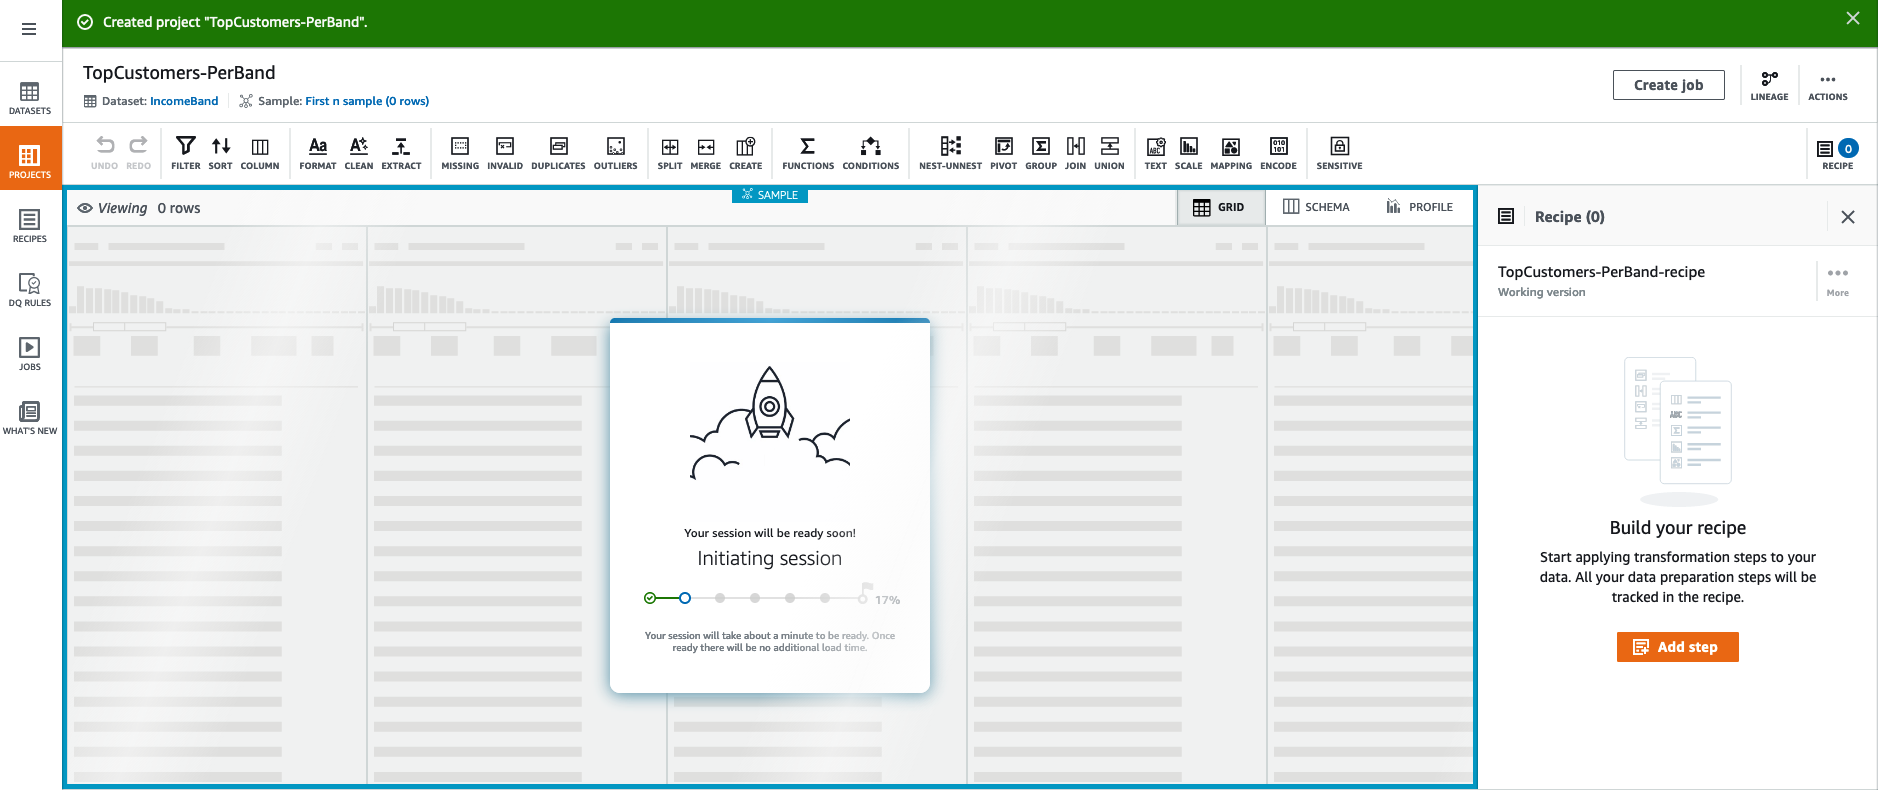 Created project "TopCustomers-PerBand".
TopCustomers-PerBand
Dataset: IncomeBand
Sample: First n sample (0 rows)
Create job
LINEAGE
ACTIONS
DATASETS
PROJECTS
RECIPES
DQ RULES
JOBS
WHAT'S NEW
UNDO
REDO
FILTER
SORT
COLUMN
Aa
FORMAT
A
CLEAN
EXTRACT
MISSING
INVALID
DUPLICATES
OUTLIERS
SPLIT
MERGE
CREATE
Σ
FUNCTIONS
CONDITIONS
NEST-UNNEST
PIVOT
Σ
GROUP
JOIN
UNION
ABC
TEXT
SCALE
MAPPING
010
101
ENCODE
SENSITIVE
0
RECIPE
Viewing 0 rows
SAMPLE
GRID
SCHEMA
PROFILE
Your session will be ready soon!
Initiating session
17%
Your session will take about a minute to be ready. Once
ready there will be no additional load time.
Recipe (0)
TopCustomers-PerBand-recipe
Working version
More
ABC
Build your recipe
Start applying transformation steps to your
data. All your data preparation steps will be
tracked in the recipe.
Add step